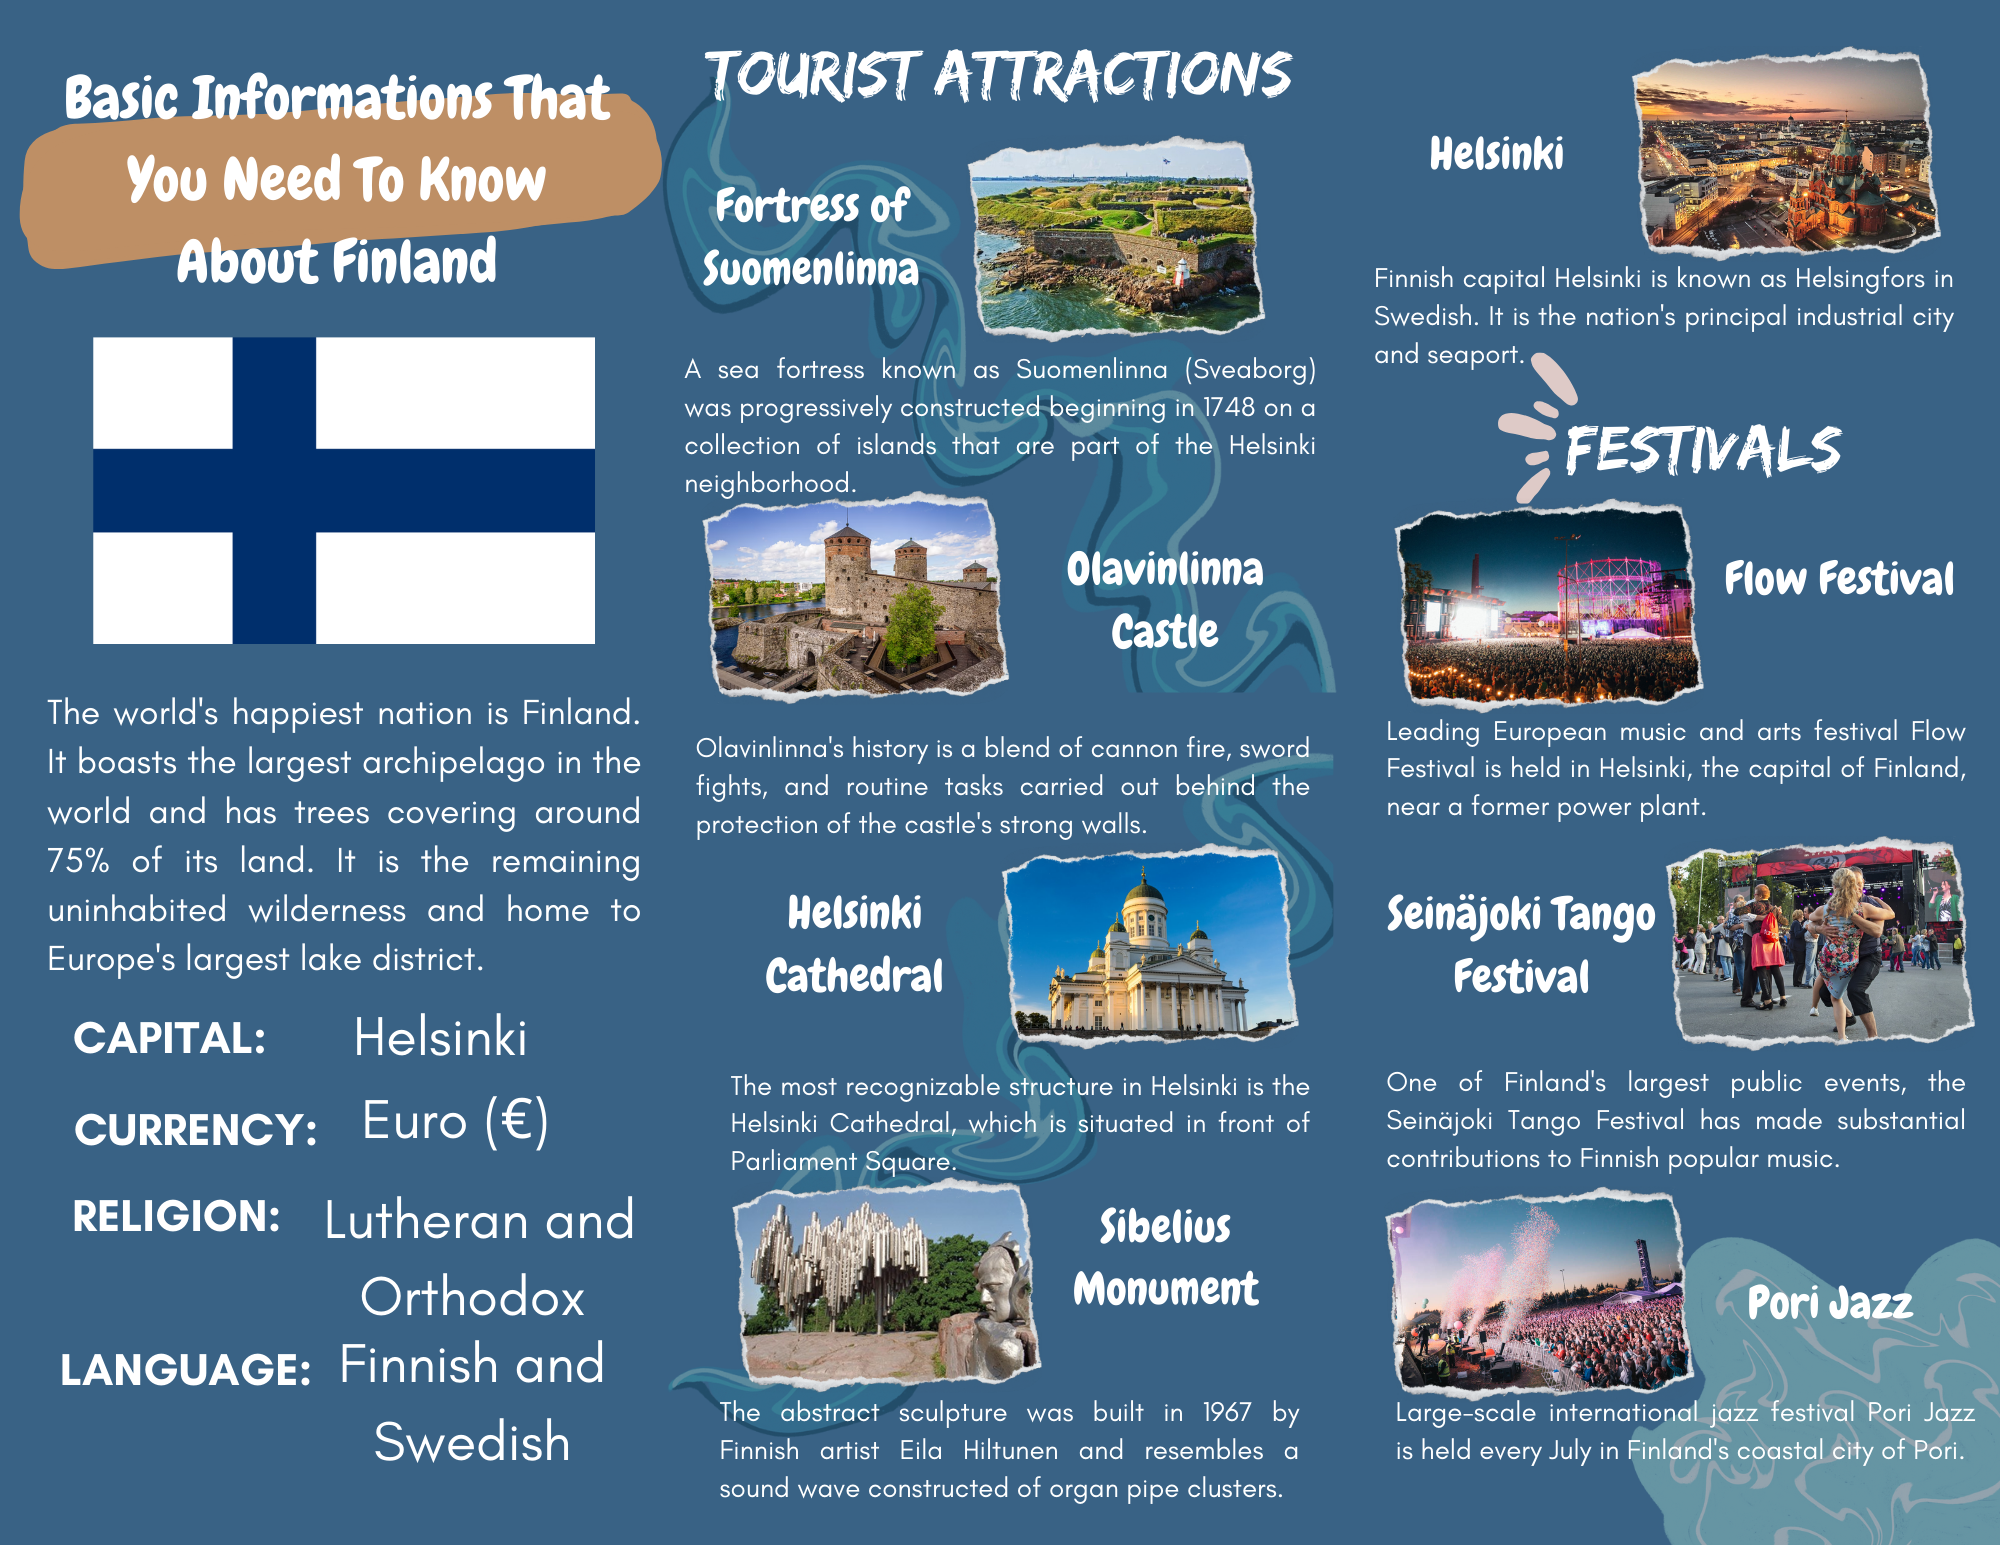 Basic Informations That
You Need To Know
About Finland
The world's happiest nation is Finland.
It boasts the largest archipelago in the
world and has trees covering around
75% of its land. It is the remaining
uninhabited wilderness and home to
Europe's largest lake district.
CAPITAL: Helsinki
CURRENCY: Euro (€)
RELIGION: Lutheran and
Orthodox
LANGUAGE: Finnish and
Swedish
TOURIST ATTRACTIONS
Fortress of
Suomenlinna
A sea fortress known as Suomenlinna (Sveaborg)
was progressively constructed beginning in 1748 on a
collection of islands that are part of the Helsinki
neighborhood.
Olavinlinna
Castle
Olavinlinna's history is a blend of cannon fire, sword
fights, and routine tasks carried out behind the
protection of the castle's strong walls.
Helsinki
Cathedral
The most recognizable structure in Helsinki is the
Helsinki Cathedral, which is situated in front of
Parliament Square.
Sibelius
Monument
The abstract sculpture was built in 1967 by
Finnish artist Eila Hiltunen and resembles a
sound wave constructed of organ pipe clusters.
Helsinki
Finnish capital Helsinki is known as Helsingfors in
Swedish. It is the nation's principal industrial city
and seaport.
FESTIVALS
Flow Festival
Leading European music and arts festival Flow
Festival is held in Helsinki, the capital of Finland,
near a former power plant.
Seinäjoki Tango
Festival
One of Finland's largest public events, the
Seinäjoki Tango Festival has made substantial
contributions to Finnish popular music.
Pori Jazz
Large-scale international jazz festival Pori Jazz
is held every July in Finland's coastal city of Pori.